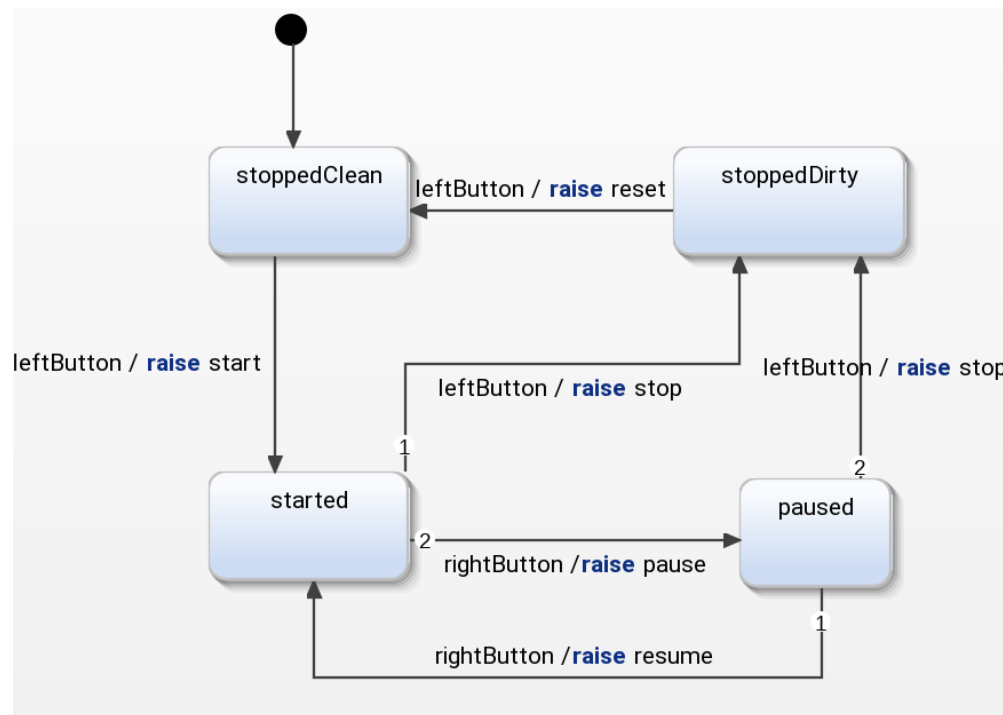 stoppedClean
stoppedDirty
leftButton / raise reset
leftButton / raise start
leftButton / raise stop
leftButton / raise stop
1
2
started
paused
2
rightButton /raise pause
1
rightButton /raise resume